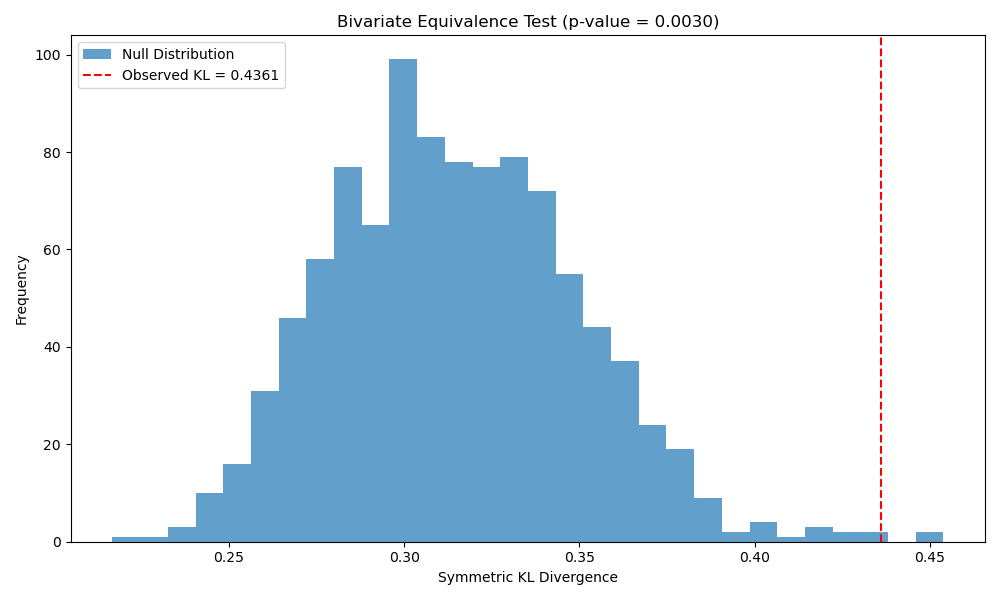 Bivariate Equivalence Test (p-value = 0.0030)
Null Distribution
Observed KL = 0.4361
Frequency
100
80
60
40
20
0
0.25
0.30
0.35
0.40
0.45
Symmetric KL Divergence